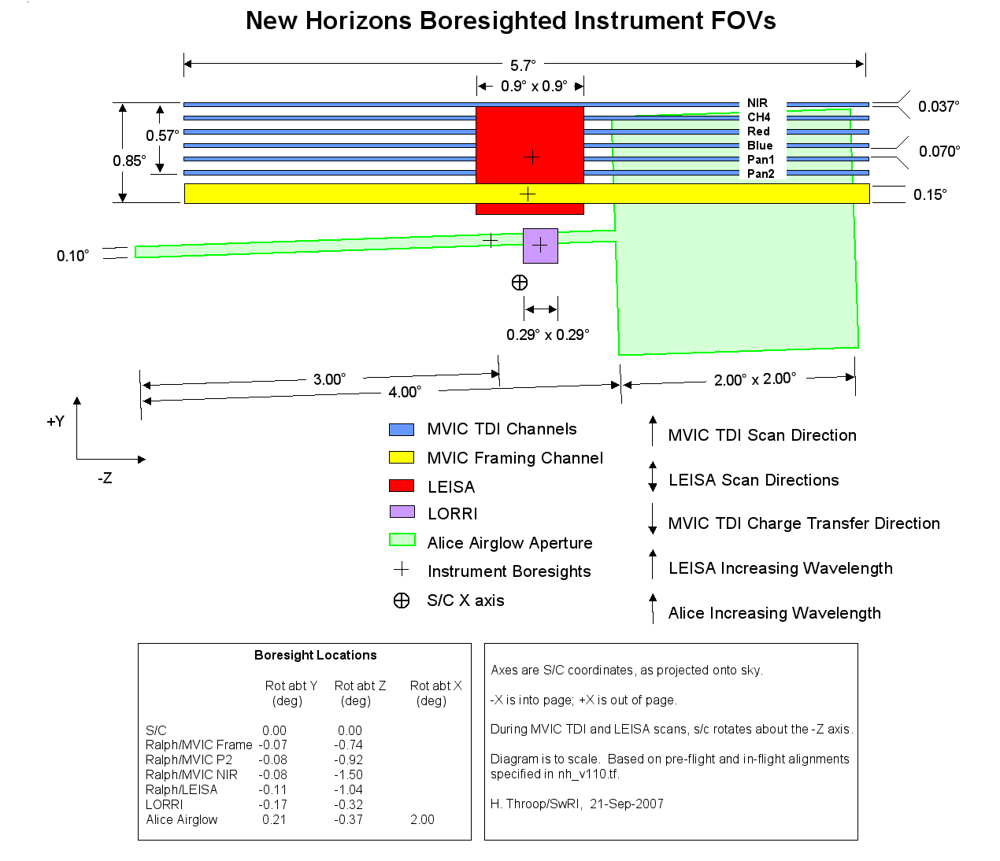 New Horizons Boresighted Instrument FOVs
5.7°
0.9° x 0.9°
NIR
CH4
Red
Blue
Pan1
Pan2
0.037°
0.070°
0.15°
0.57°
0.85°
0.10°
0.29° x 0.29°
3.00°
4.00°
2.00° x 2.00°
+Y
-Z
MVIC TDI Channels
MVIC Framing Channel
LEISA
LORRI
Alice Airglow Aperture
Instrument Boresights
S/C X axis
MVIC TDI Scan Direction
LEISA Scan Directions
MVIC TDI Charge Transfer Direction
LEISA Increasing Wavelength
Alice Increasing Wavelength
Boresight Locations
Rot abt Y Rot abt Z Rot abt X
(deg) (deg) (deg)
S/C 0.00 0.00
Ralph/MVIC Frame -0.07 -0.74
Ralph/MVIC P2 -0.08 -0.92
Ralph/MVIC NIR -0.08 -1.50
Ralph/LEISA -0.11 -1.04
LORRI -0.17 -0.32
Alice Airglow 0.21 -0.37 2.00
Axes are S/C coordinates, as projected onto sky.
-X is into page; +X is out of page.
During MVIC TDI and LEISA scans, s/c rotates about the -Z axis.
Diagram is to scale. Based on pre-flight and in-flight alignments
specified in nh_v110.tf.
H. Throop/SwRI, 21-Sep-2007